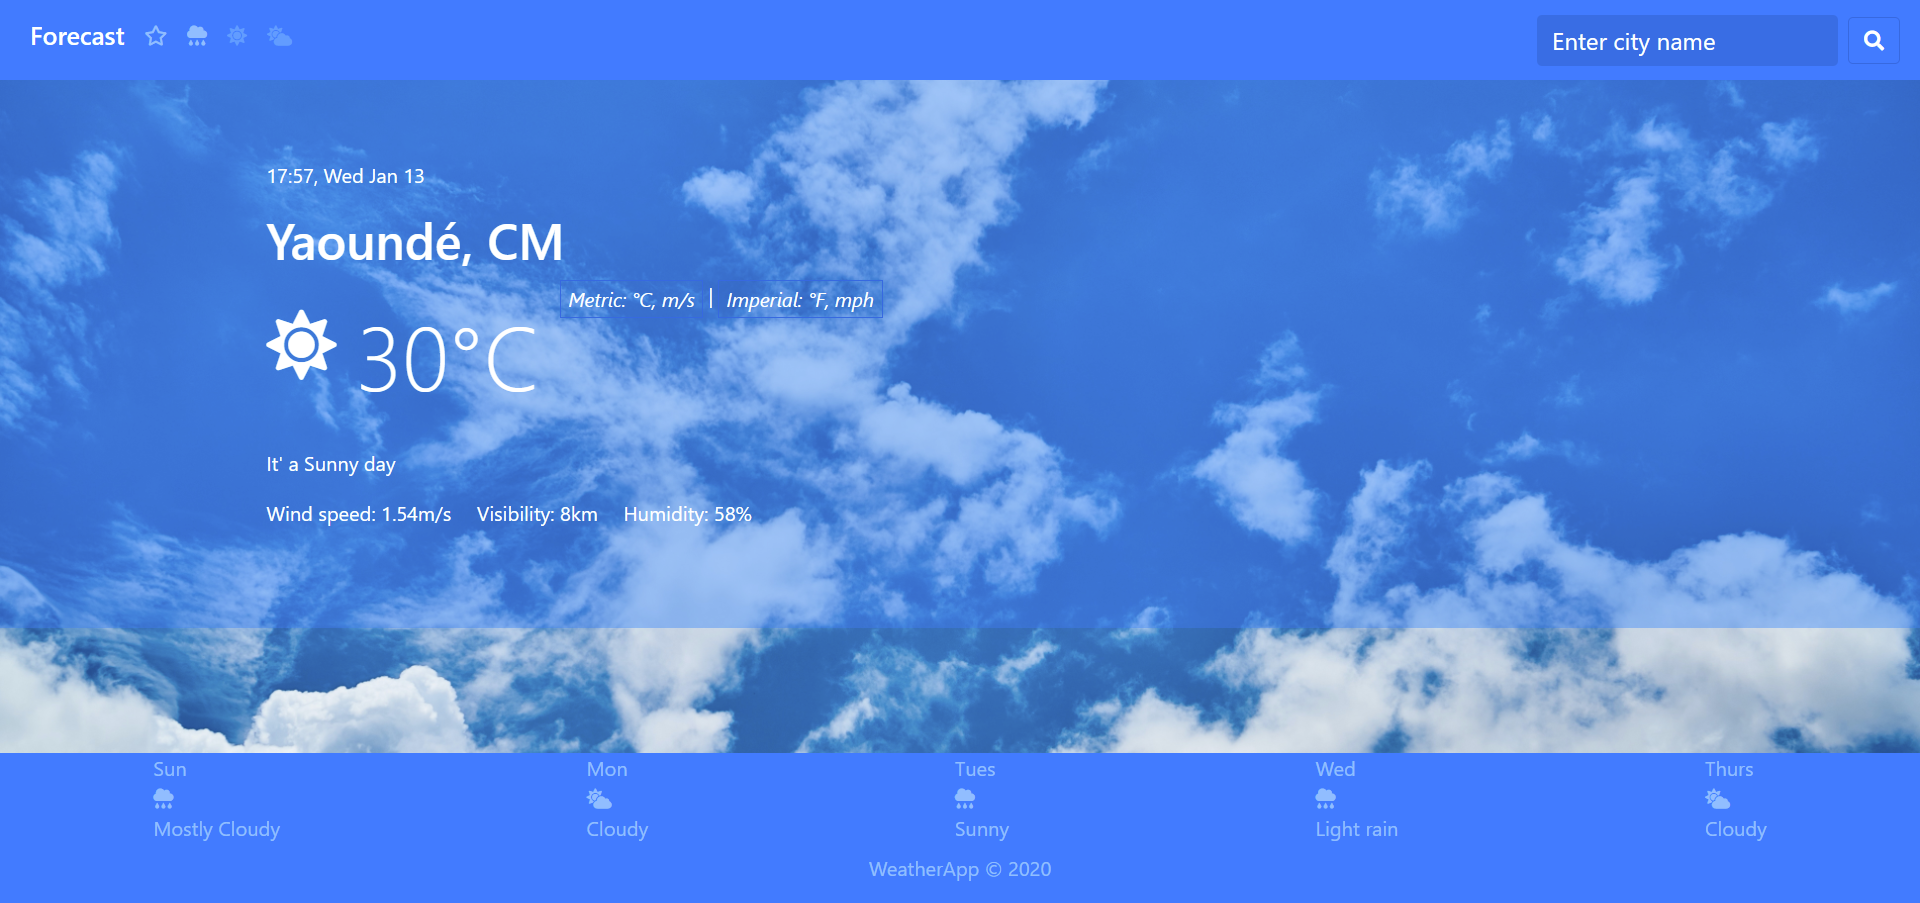 Forecast
Enter city name
17:57, Wed Jan 13
Yaoundé, CM
Metric: °C, m/s | Imperial: °F, mph
30°C
It' a Sunny day
Wind speed: 1.54m/s Visibility: 8km Humidity: 58%
Sun Mon Tues Wed Thurs
Mostly Cloudy Cloudy Sunny Light rain Cloudy
WeatherApp © 2020